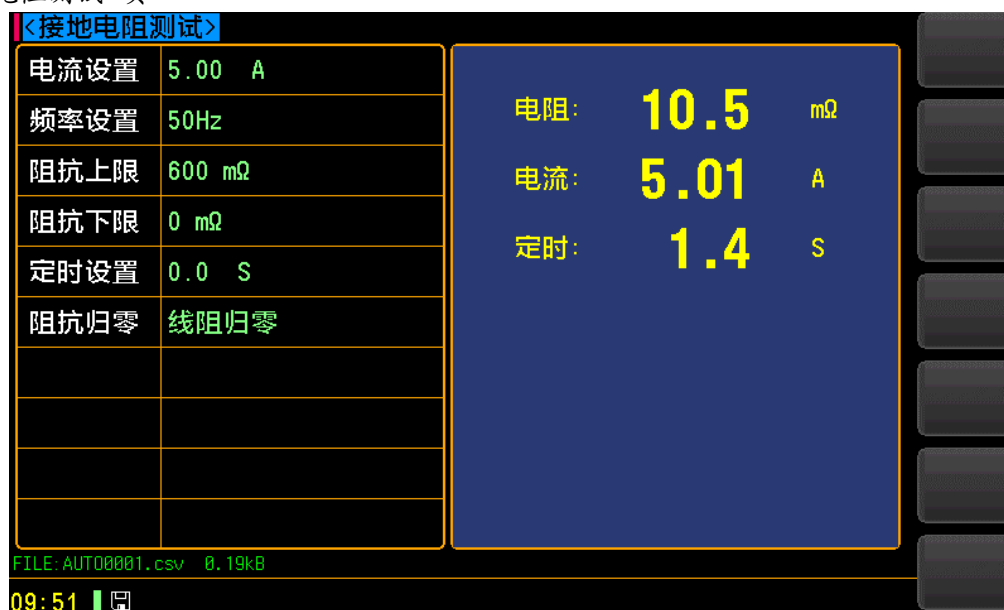 <接地电阻测试>
电流设置 5.00 A
频率设置 50Hz
阻抗上限 600 mΩ
阻抗下限 0 mΩ
定时设置 0.0 S
阻抗归零 线阻归零
电阻: 10.5 mΩ
电流: 5.01 A
定时: 1.4 S
FILE:AUTO0001.csv 0.19kB
09:51